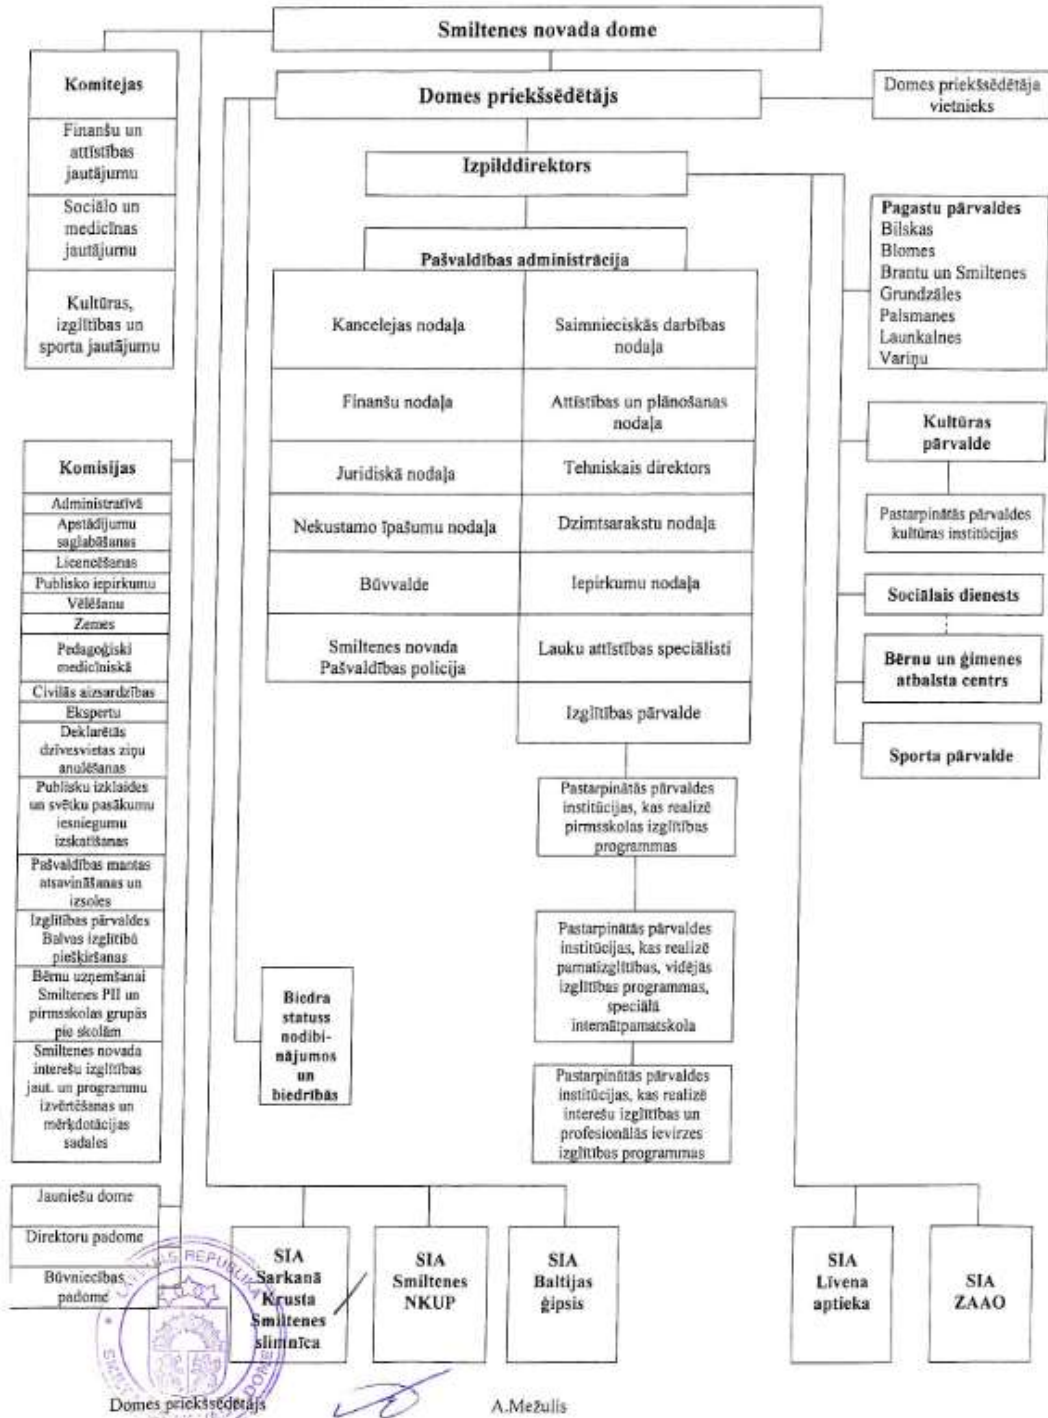 Smiltenes novada dome
Komitejas
Finanšu un
attīstības
jautājumu
Sociālo un
medicīnas
jautājumu
Kultūras,
izglītības un
sporta jautājumu
Domes priekšsēdētājs
Domes priekšsēdētāja
vietnieks
Izpilddirektors
Pašvaldības administrācija
Kancelejas nodaļa
Saimnieciskās darbības
nodaļa
Finanšu nodaļa
Attīstības un plānošanas
nodaļa
Juridiskā nodaļa
Tehniskais direktors
Nekustamo īpašumu nodaļa
Dzimtsarakstu nodaļa
Būvvalde
Iepirkumu nodaļa
Smiltenes novada
Pašvaldības policija
Lauku attīstības speciālisti
Izglītības pārvalde
Pastarpinātās pārvaldes
institūcijas, kas realizē
pirmsskolas izglītības
programmas
Pastarpinātās pārvaldes
institūcijas, kas realizē
pamatizglītības, vidējās
izglītības programmas,
speciālā
internātpamatskola
Pastarpinātās pārvaldes
institūcijas, kas realizē
interešu izglītības un
profesionālās ievirzes
izglītības programmas
Pagastu pārvaldes
Bilskas
Blomes
Brantu un Smiltenes
Grundzāles
Palsmanes
Launkalnes
Variņu
Kultūras
pārvalde
Pastarpinātās pārvaldes
kultūras institūcijas
Sociālais dienests
Bērnu un ģimenes
atbalsta centrs
Sporta pārvalde
Komisijas
Administratīvā
Apstādījumu
saglabāšanas
Licencēšanas
Publisko iepirkumu
Vēlēšanu
Zemes
Pedagoģiski
medicīniskā
Civilās aizsardzības
Ekspertu
Deklarētās
dzīvesvietas ziņu
anulēšanas
Publisku izklaides
un svētku pasākumu
iesniegumu
izskatīšanas
Pašvaldības mantas
atsavināšanas un
izsoles
Izglītības pārvaldes
Balvas izglītībā
piešķiršanas
Bērnu uzņemšanai
Smiltenes PII un
pirmsskolas grupās
pie skolām
Smiltenes novada
interešu izglītības
jaut. un programmu
izvērtēšanas un
mērķdotācijas
sadales
Biedra
statuss
nodibi-
nājumos
un
biedrībās
Jauniešu dome
Direktoru padome
Būvniecības
padome
SIA
Sarkanā
Krusta
Smiltenes
slimnīca
SIA
Smiltenes
NKUP
SIA
Baltijas
ģipsis
SIA
Līvena
aptieka
SIA
ZAAO
LATVIJAS REPUBLIKA
Domes priekšsēdētājs
A.Mežulis